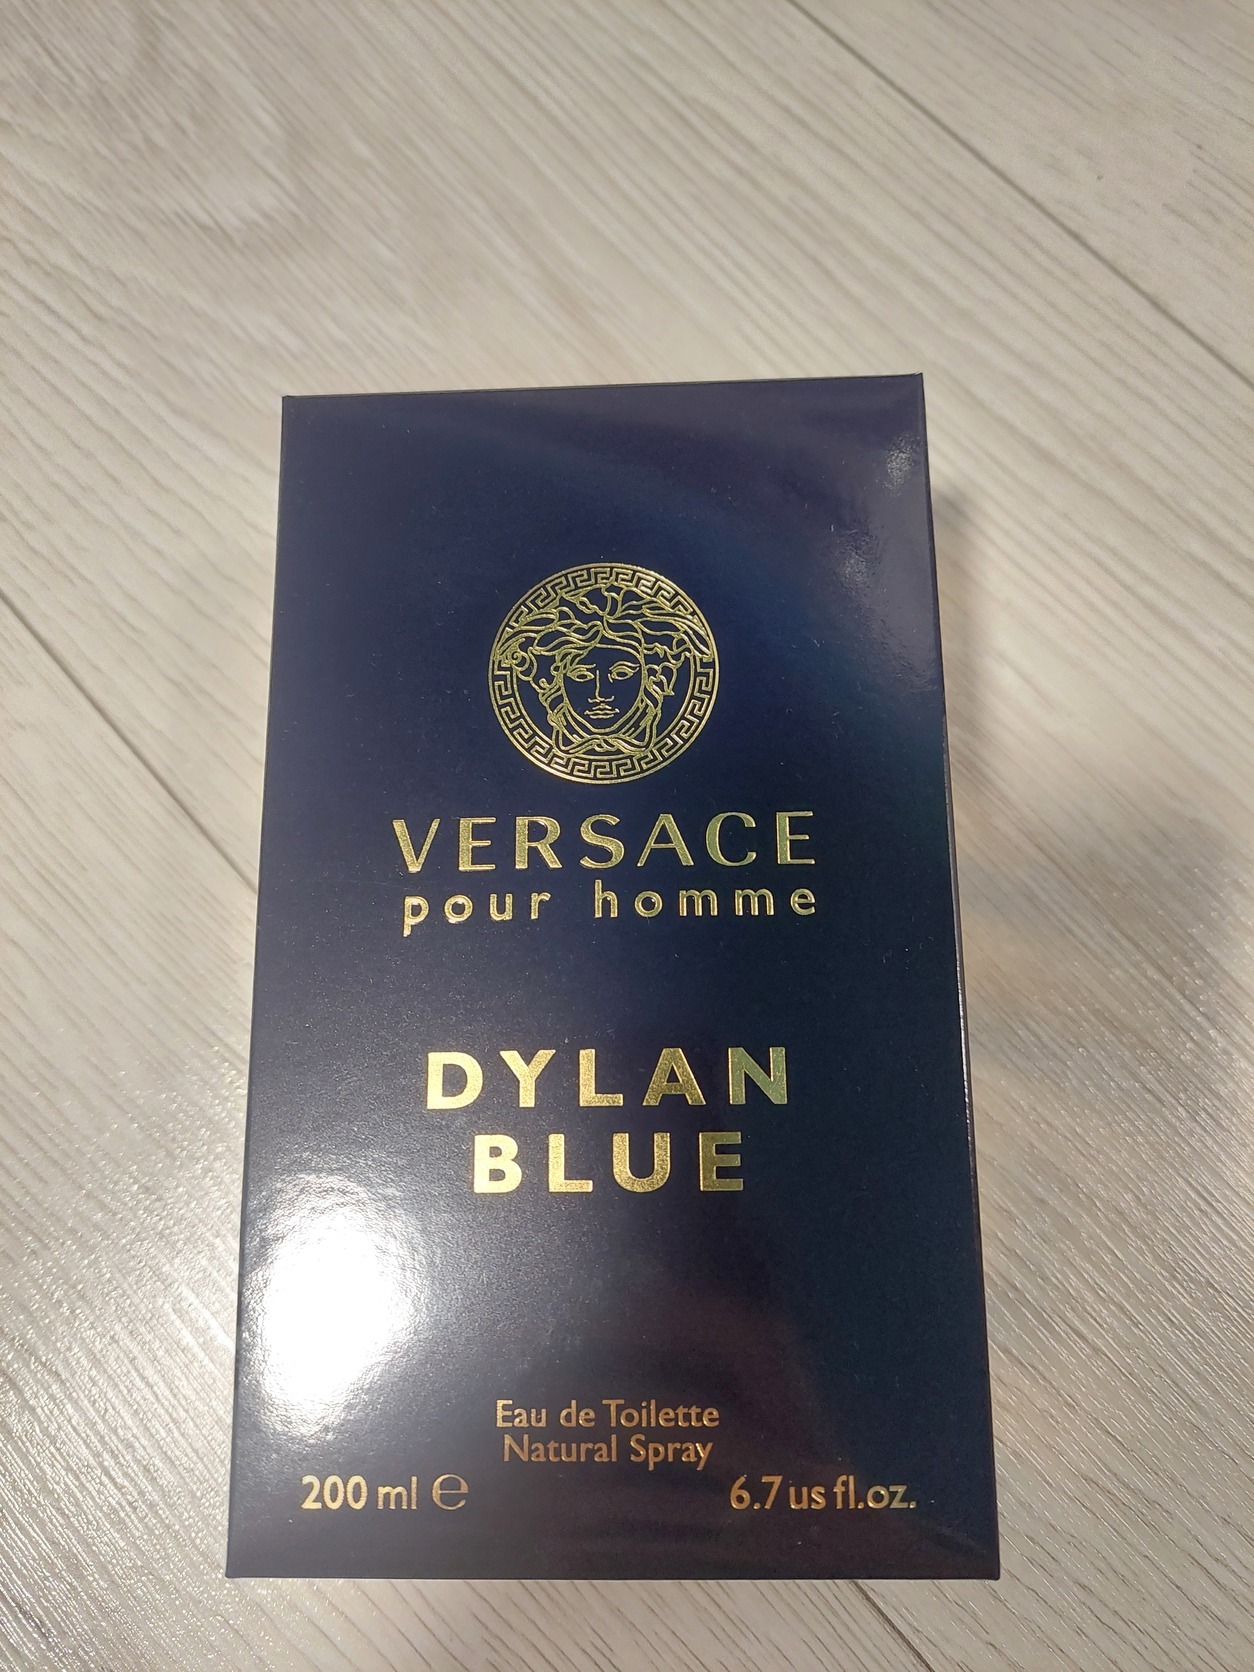 VERSACE
pour homme
DYLAN
BLUE
Eau de Toilette
Natural Spray
200 ml ℮ 6.7 us fl.oz.